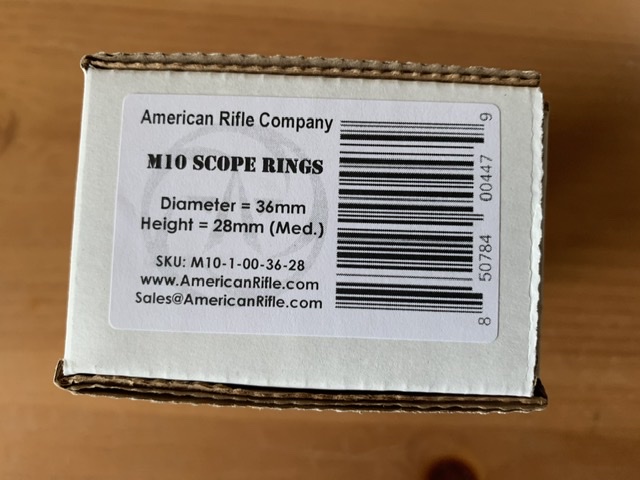 American Rifle Company
M10 SCOPE RINGS
Diameter = 36mm
Height = 28mm (Med.)
SKU: M10-1-00-36-28
www.AmericanRifle.com
Sales@AmericanRifle.com
8 50784 00447 9